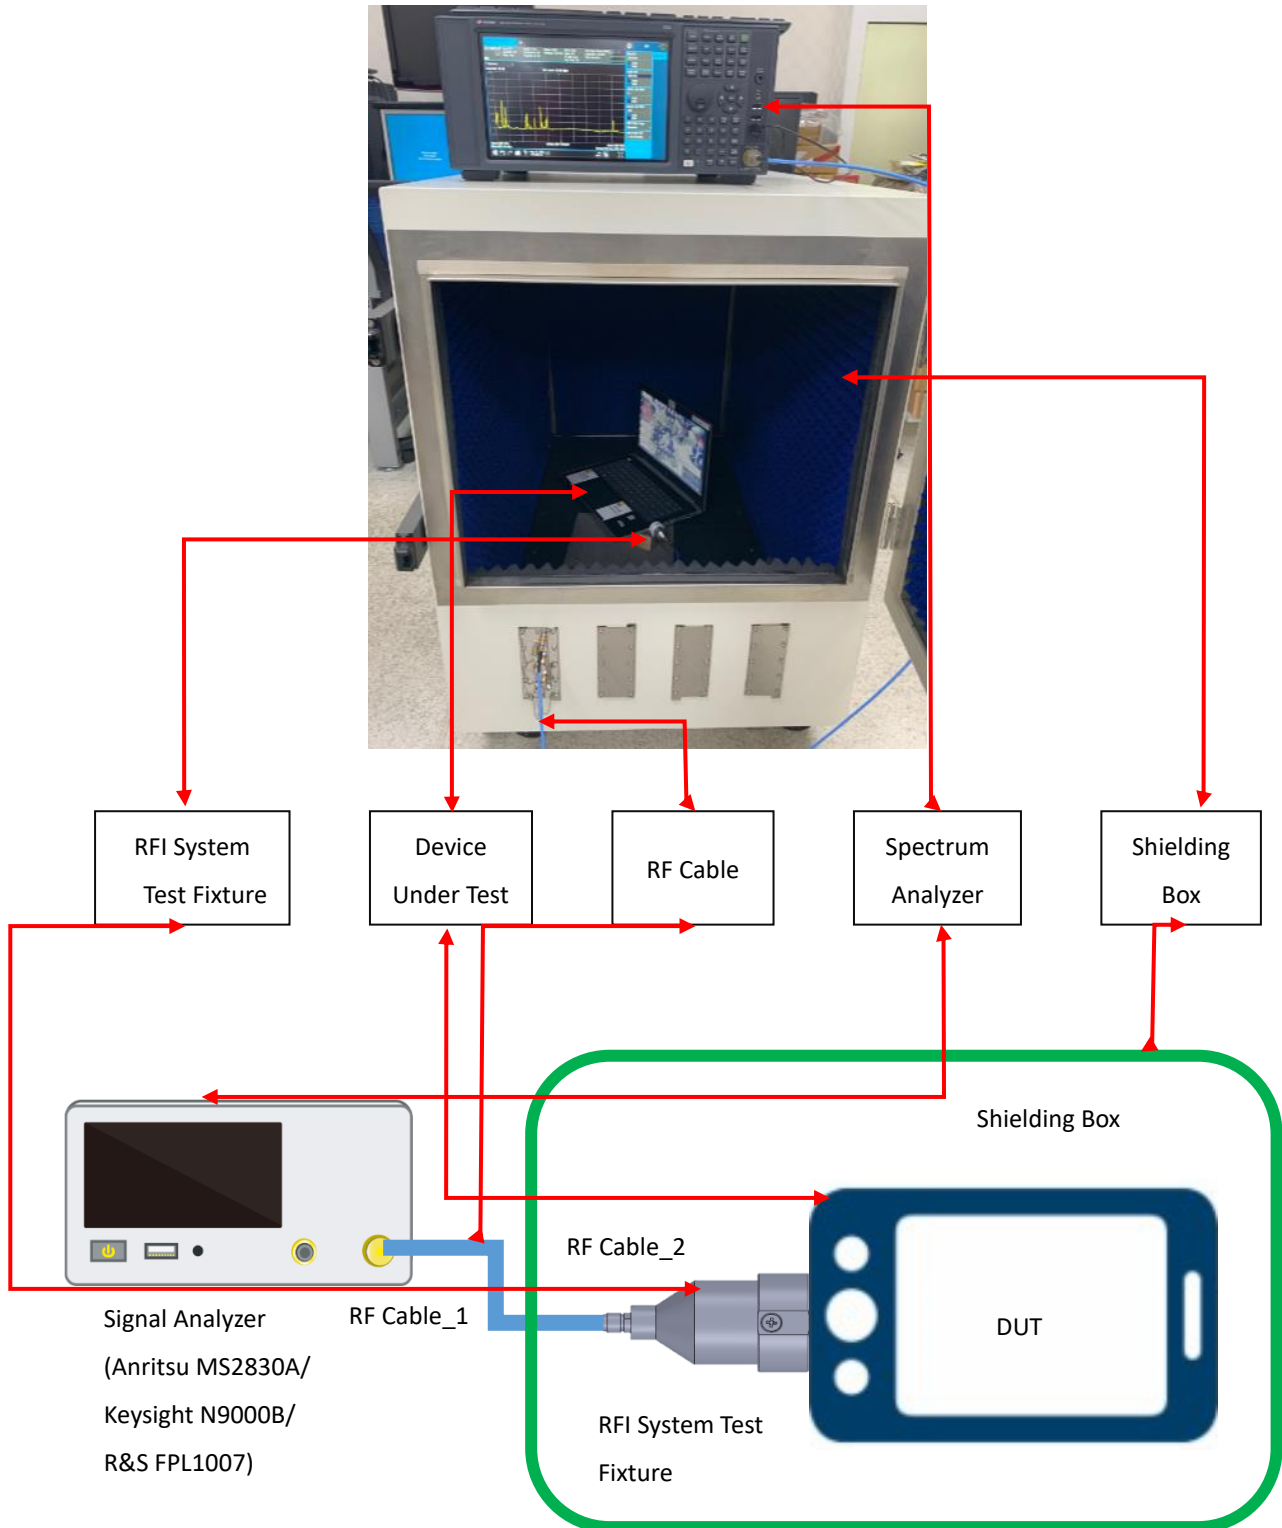 RFI System
Test Fixture
Device
Under Test
RF Cable
Spectrum
Analyzer
Shielding
Box
Shielding Box
RF Cable_2
RF Cable_1
Signal Analyzer
(Anritsu MS2830A/
Keysight N9000B/
R&S FPL1007)
DUT
RFI System Test
Fixture